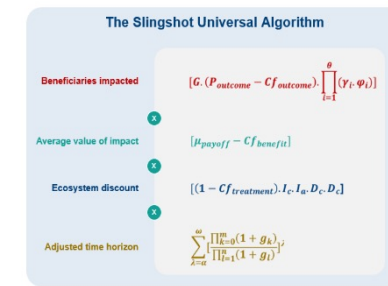 The Slingshot Universal Algorithm
Beneficiaries impacted
[G.(P_outcome − Cf_outcome).∏_{i=1}^{θ}(γ_i.φ_i)]
x
Average value of impact
[μ_payoff − Cf_benefit]
x
Ecosystem discount
[(1 − Cf_treatment).I_c.I_a.D_c.D_c]
x
Adjusted time horizon
∑_{λ=α}^{ω}[∏_{k=0}^{m}(1 + g_k)/∏_{l=1}^{n}(1 + g_l)]^λ